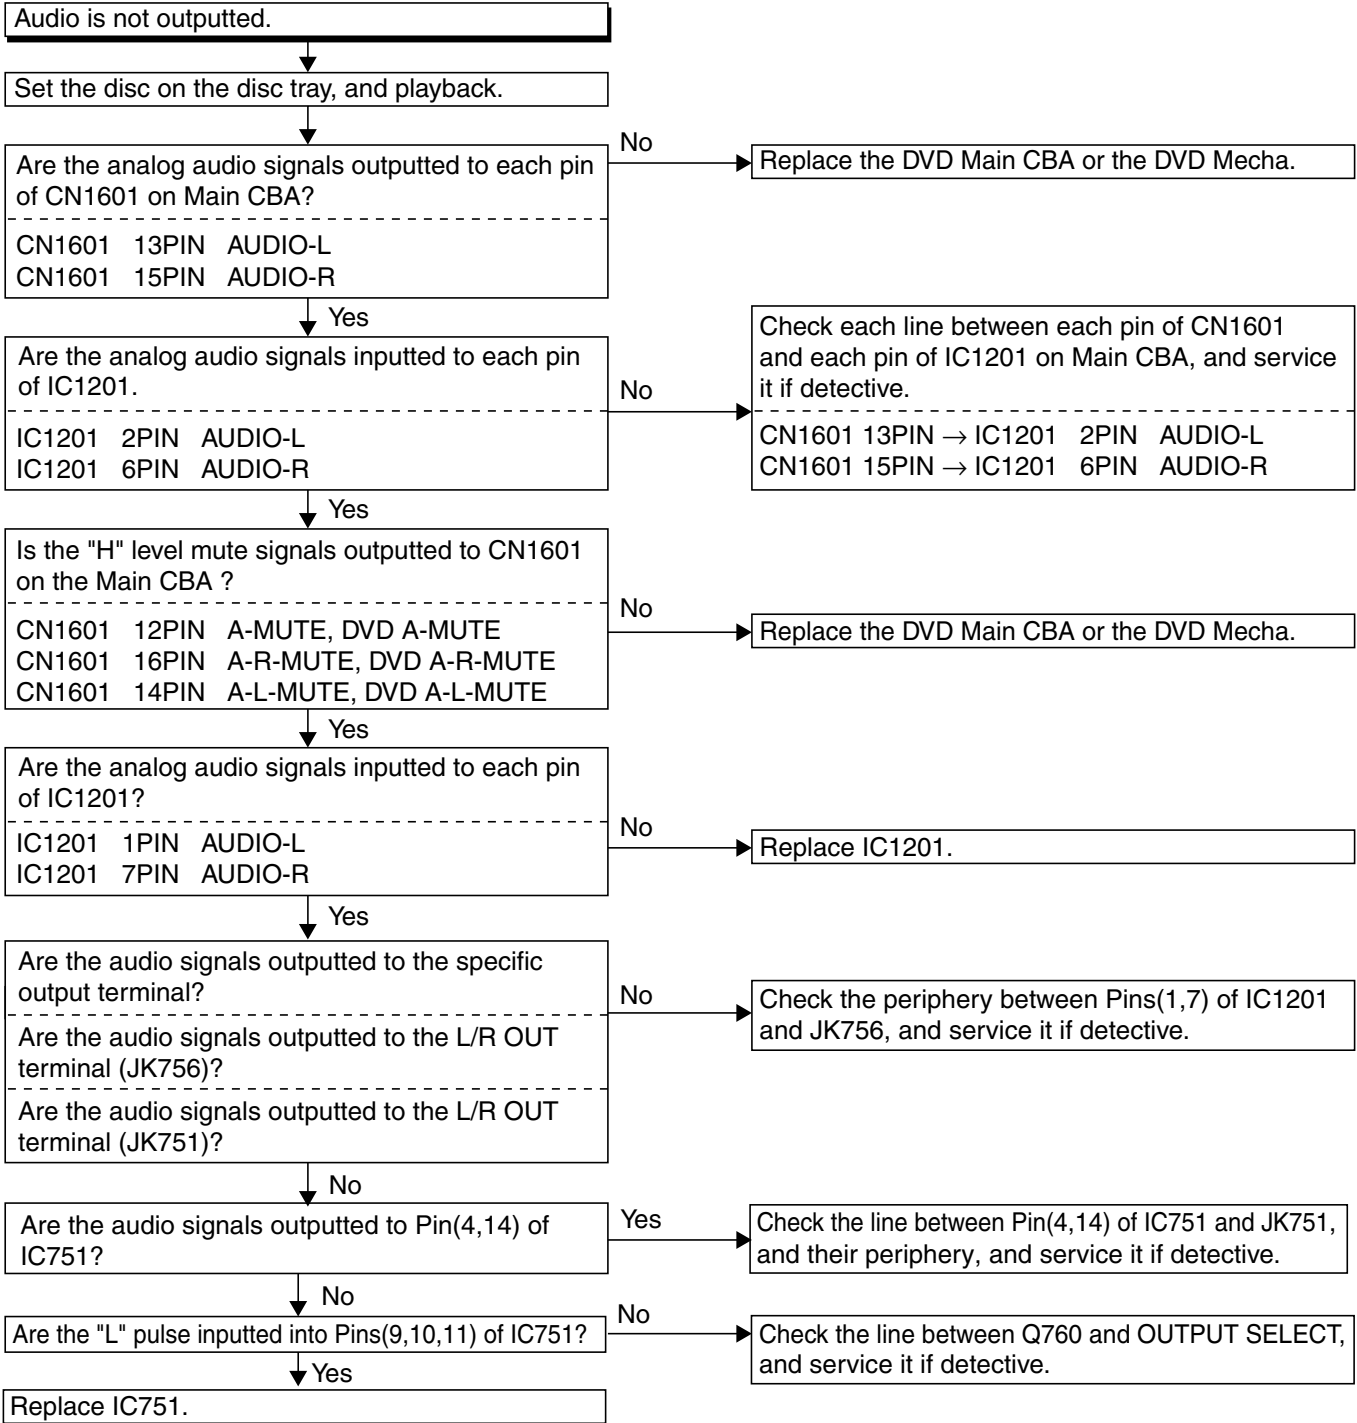 Audio is not outputted.
Set the disc on the disc tray, and playback.
Are the analog audio signals outputted to each pin
of CN1601 on Main CBA?
CN1601 13PIN AUDIO-L
CN1601 15PIN AUDIO-R
No
Replace the DVD Main CBA or the DVD Mecha.
Yes
Are the analog audio signals inputted to each pin
of IC1201.
IC1201 2PIN AUDIO-L
IC1201 6PIN AUDIO-R
No
Check each line between each pin of CN1601
and each pin of IC1201 on Main CBA, and service
it if detective.
CN1601 13PIN → IC1201 2PIN AUDIO-L
CN1601 15PIN → IC1201 6PIN AUDIO-R
Yes
Is the "H" level mute signals outputted to CN1601
on the Main CBA ?
CN1601 12PIN A-MUTE, DVD A-MUTE
CN1601 16PIN A-R-MUTE, DVD A-R-MUTE
CN1601 14PIN A-L-MUTE, DVD A-L-MUTE
No
Replace the DVD Main CBA or the DVD Mecha.
Yes
Are the analog audio signals inputted to each pin
of IC1201?
IC1201 1PIN AUDIO-L
IC1201 7PIN AUDIO-R
No
Replace IC1201.
Yes
Are the audio signals outputted to the specific
output terminal?
Are the audio signals outputted to the L/R OUT
terminal (JK756)?
Are the audio signals outputted to the L/R OUT
terminal (JK751)?
No
Check the periphery between Pins(1,7) of IC1201
and JK756, and service it if detective.
No
Are the audio signals outputted to Pin(4,14) of
IC751?
Yes
Check the line between Pin(4,14) of IC751 and JK751,
and their periphery, and service it if detective.
No
Are the "L" pulse inputted into Pins(9,10,11) of IC751?
No
Check the line between Q760 and OUTPUT SELECT,
and service it if detective.
Yes
Replace IC751.